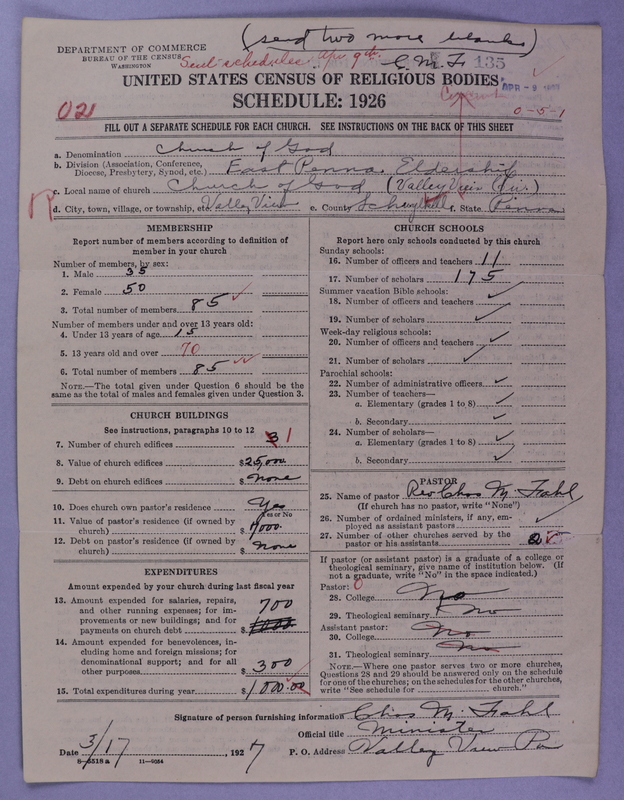 (send two more blanks)
DEPARTMENT OF COMMERCE
BUREAU OF THE CENSUS
WASHINGTON
Sent schedules Apr. 9th. C. M. F. 135
UNITED STATES CENSUS OF RELIGIOUS BODIES
APR - 9
SCHEDULE: 1926
021
0-5-1
FILL OUT A SEPARATE SCHEDULE FOR EACH CHURCH. SEE INSTRUCTIONS ON THE BACK OF THIS SHEET
a. Denomination Church of God
b. Division (Association, Conference, Diocese, Presbytery, Synod, etc.) East Penna. Eldership
c. Local name of church Church of God (Valley View Cir.)
d. City, town, village, or township, etc. Valley View e. County Schuylkill f. State Penna
MEMBERSHIP
Report number of members according to definition of member in your church
Number of members, by sex:
1. Male 35
2. Female 50
3. Total number of members 85
Number of members under and over 13 years old:
4. Under 13 years of age 15
5. 13 years old and over 70
6. Total number of members 85
NOTE.—The total given under Question 6 should be the same as the total of males and females given under Question 3.
CHURCH BUILDINGS
See instructions, paragraphs 10 to 12
7. Number of church edifices 3 1
8. Value of church edifices $25,000
9. Debt on church edifices $ None
10. Does church own pastor's residence? Yes
Yes or No
11. Value of pastor's residence (if owned by church) $ 7000
12. Debt on pastor's residence (if owned by church) $ None
EXPENDITURES
Amount expended by your church during last fiscal year
13. Amount expended for salaries, repairs, and other running expenses; for improvements or new buildings; and for payments on church debt 700 $
14. Amount expended for benevolences, including home and foreign missions; for denominational support; and for all other purposes $ 300
15. Total expenditures during year $ 1000.00
CHURCH SCHOOLS
Report here only schools conducted by this church
Sunday schools:
16. Number of officers and teachers 11
17. Number of scholars 175
Summer vacation Bible schools:
18. Number of officers and teachers
19. Number of scholars
Week-day religious schools:
20. Number of officers and teachers
21. Number of scholars
Parochial schools:
22. Number of administrative officers
23. Number of teachers—
a. Elementary (grades 1 to 8)
b. Secondary
24. Number of scholars—
a. Elementary (grades 1 to 8)
b. Secondary
PASTOR
25. Name of pastor Rev Chas M. Fahl
(If church has no pastor, write "None")
26. Number of ordained ministers, if any, employed as assistant pastors
27. Number of other churches served by the pastor or his assistants 2
If pastor (or assistant pastor) is a graduate of a college or theological seminary, give name of institution below. (If not a graduate, write "No" in the space indicated.)
Pastor: 0
28. College No
29. Theological seminary No
Assistant pastor:
30. College No
31. Theological seminary No
NOTE.—Where one pastor serves two or more churches, Questions 28 and 29 should be answered only on the schedule for one of the churches; on the schedules for the other churches, write "See schedule for church."
Signature of person furnishing information Chas M. Fahl
Official title Minister
Date 3/17, 1927 P. O. Address Valley View Pa
8-5518a 11-9054